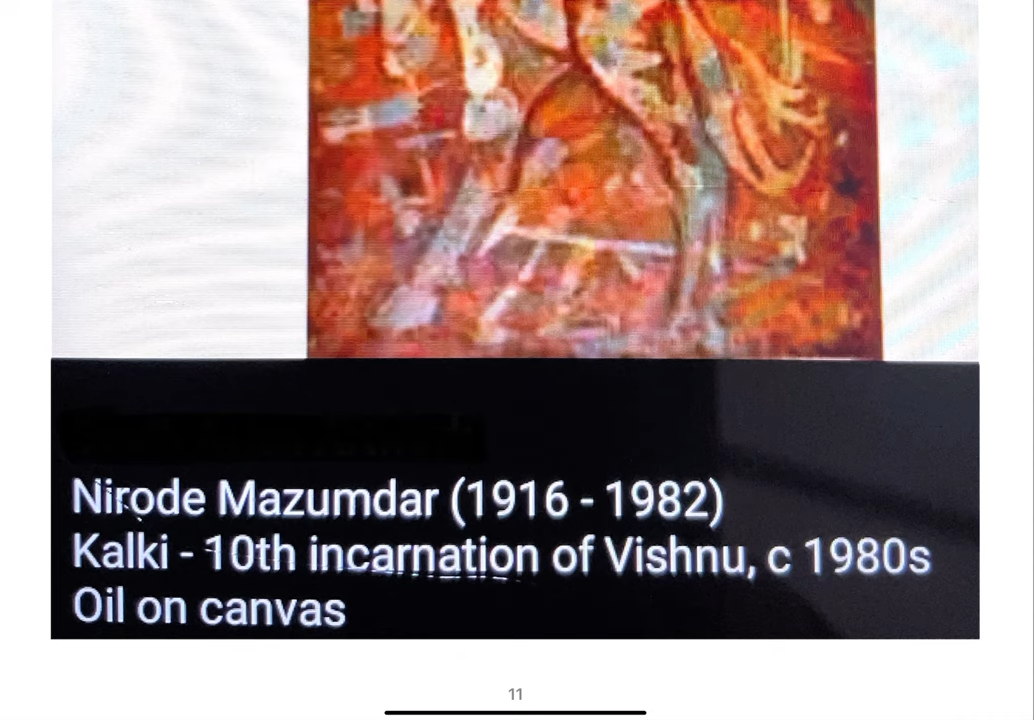 Nirode Mazumdar (1916 - 1982)
Kalki - 10th incarnation of Vishnu, c 1980s
Oil on canvas
11